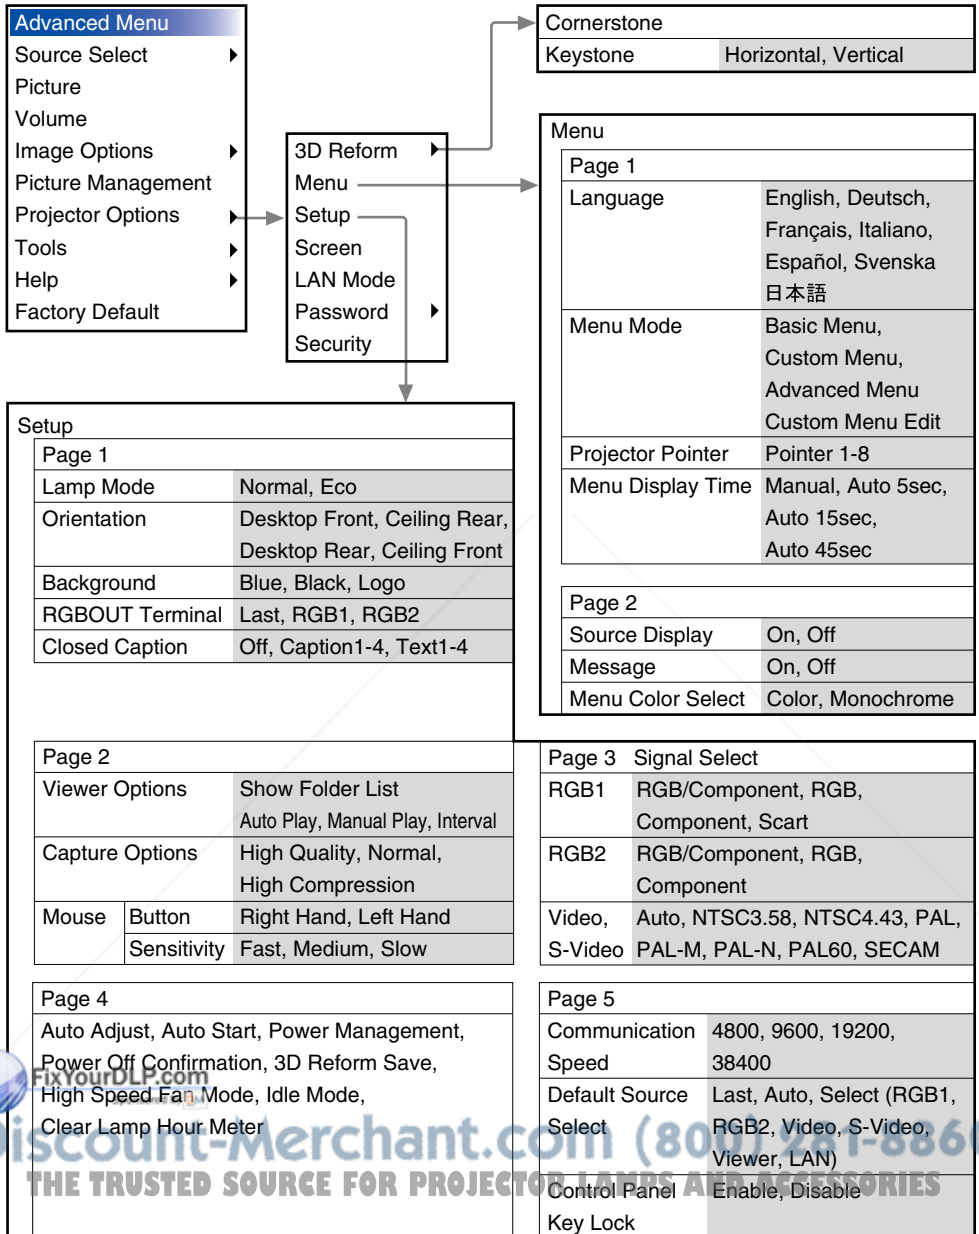 Advanced Menu
Source Select
Picture
Volume
Image Options
Picture Management
Projector Options
Tools
Help
Factory Default
3D Reform
Menu
Setup
Screen
LAN Mode
Password
Security
Cornerstone
Keystone Horizontal, Vertical
Menu
Page 1
Language English, Deutsch,
Français, Italiano,
Español, Svenska
日本語
Menu Mode Basic Menu,
Custom Menu,
Advanced Menu
Custom Menu Edit
Projector Pointer Pointer 1-8
Menu Display Time Manual, Auto 5sec,
Auto 15sec,
Auto 45sec
Page 2
Source Display On, Off
Message On, Off
Menu Color Select Color, Monochrome
Setup
Page 1
Lamp Mode Normal, Eco
Orientation Desktop Front, Ceiling Rear,
Desktop Rear, Ceiling Front
Background Blue, Black, Logo
RGBOUT Terminal Last, RGB1, RGB2
Closed Caption Off, Caption1-4, Text1-4
Page 2
Viewer Options Show Folder List
Auto Play, Manual Play, Interval
Capture Options High Quality, Normal,
High Compression
Mouse Button Right Hand, Left Hand
Sensitivity Fast, Medium, Slow
Page 3 Signal Select
RGB1 RGB/Component, RGB,
Component, Scart
RGB2 RGB/Component, RGB,
Component
Video, Auto, NTSC3.58, NTSC4.43, PAL,
S-Video PAL-M, PAL-N, PAL60, SECAM
Page 4
Auto Adjust, Auto Start, Power Management,
Power Off Confirmation, 3D Reform Save,
High Speed Fan Mode, Idle Mode,
Clear Lamp Hour Meter
Page 5
Communication 4800, 9600, 19200,
Speed 38400
Default Source Last, Auto, Select (RGB1,
Select RGB2, Video, S-Video,
Viewer, LAN)
Control Panel Enable, Disable
Key Lock
FixYourDLP.com
iscount-Merchant.com (800) 281-886
THE TRUSTED SOURCE FOR PROJECTOR LAMPS AND ACCESSORIES